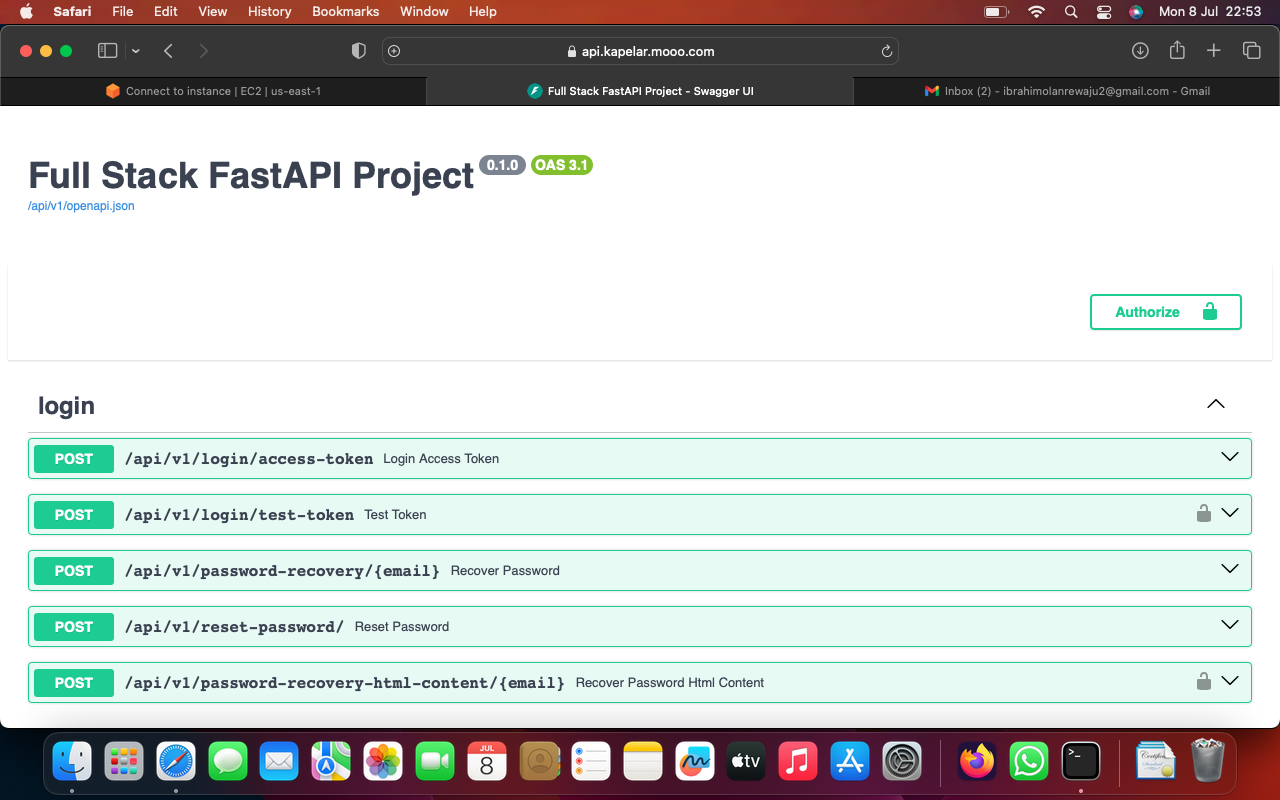 Safari File Edit View History Bookmarks Window Help Mon 8 Jul 22:53
api.kapelar.mooo.com
Connect to instance | EC2 | us-east-1
Full Stack FastAPI Project - Swagger UI
Inbox (2) - ibrahimolanrewaju2@gmail.com - Gmail
Full Stack FastAPI Project 0.1.0 OAS 3.1
/api/v1/openapi.json
Authorize
login
POST /api/v1/login/access-token Login Access Token
POST /api/v1/login/test-token Test Token
POST /api/v1/password-recovery/{email} Recover Password
POST /api/v1/reset-password/ Reset Password
POST /api/v1/password-recovery-html-content/{email} Recover Password Html Content
JUL
8
tv
>_